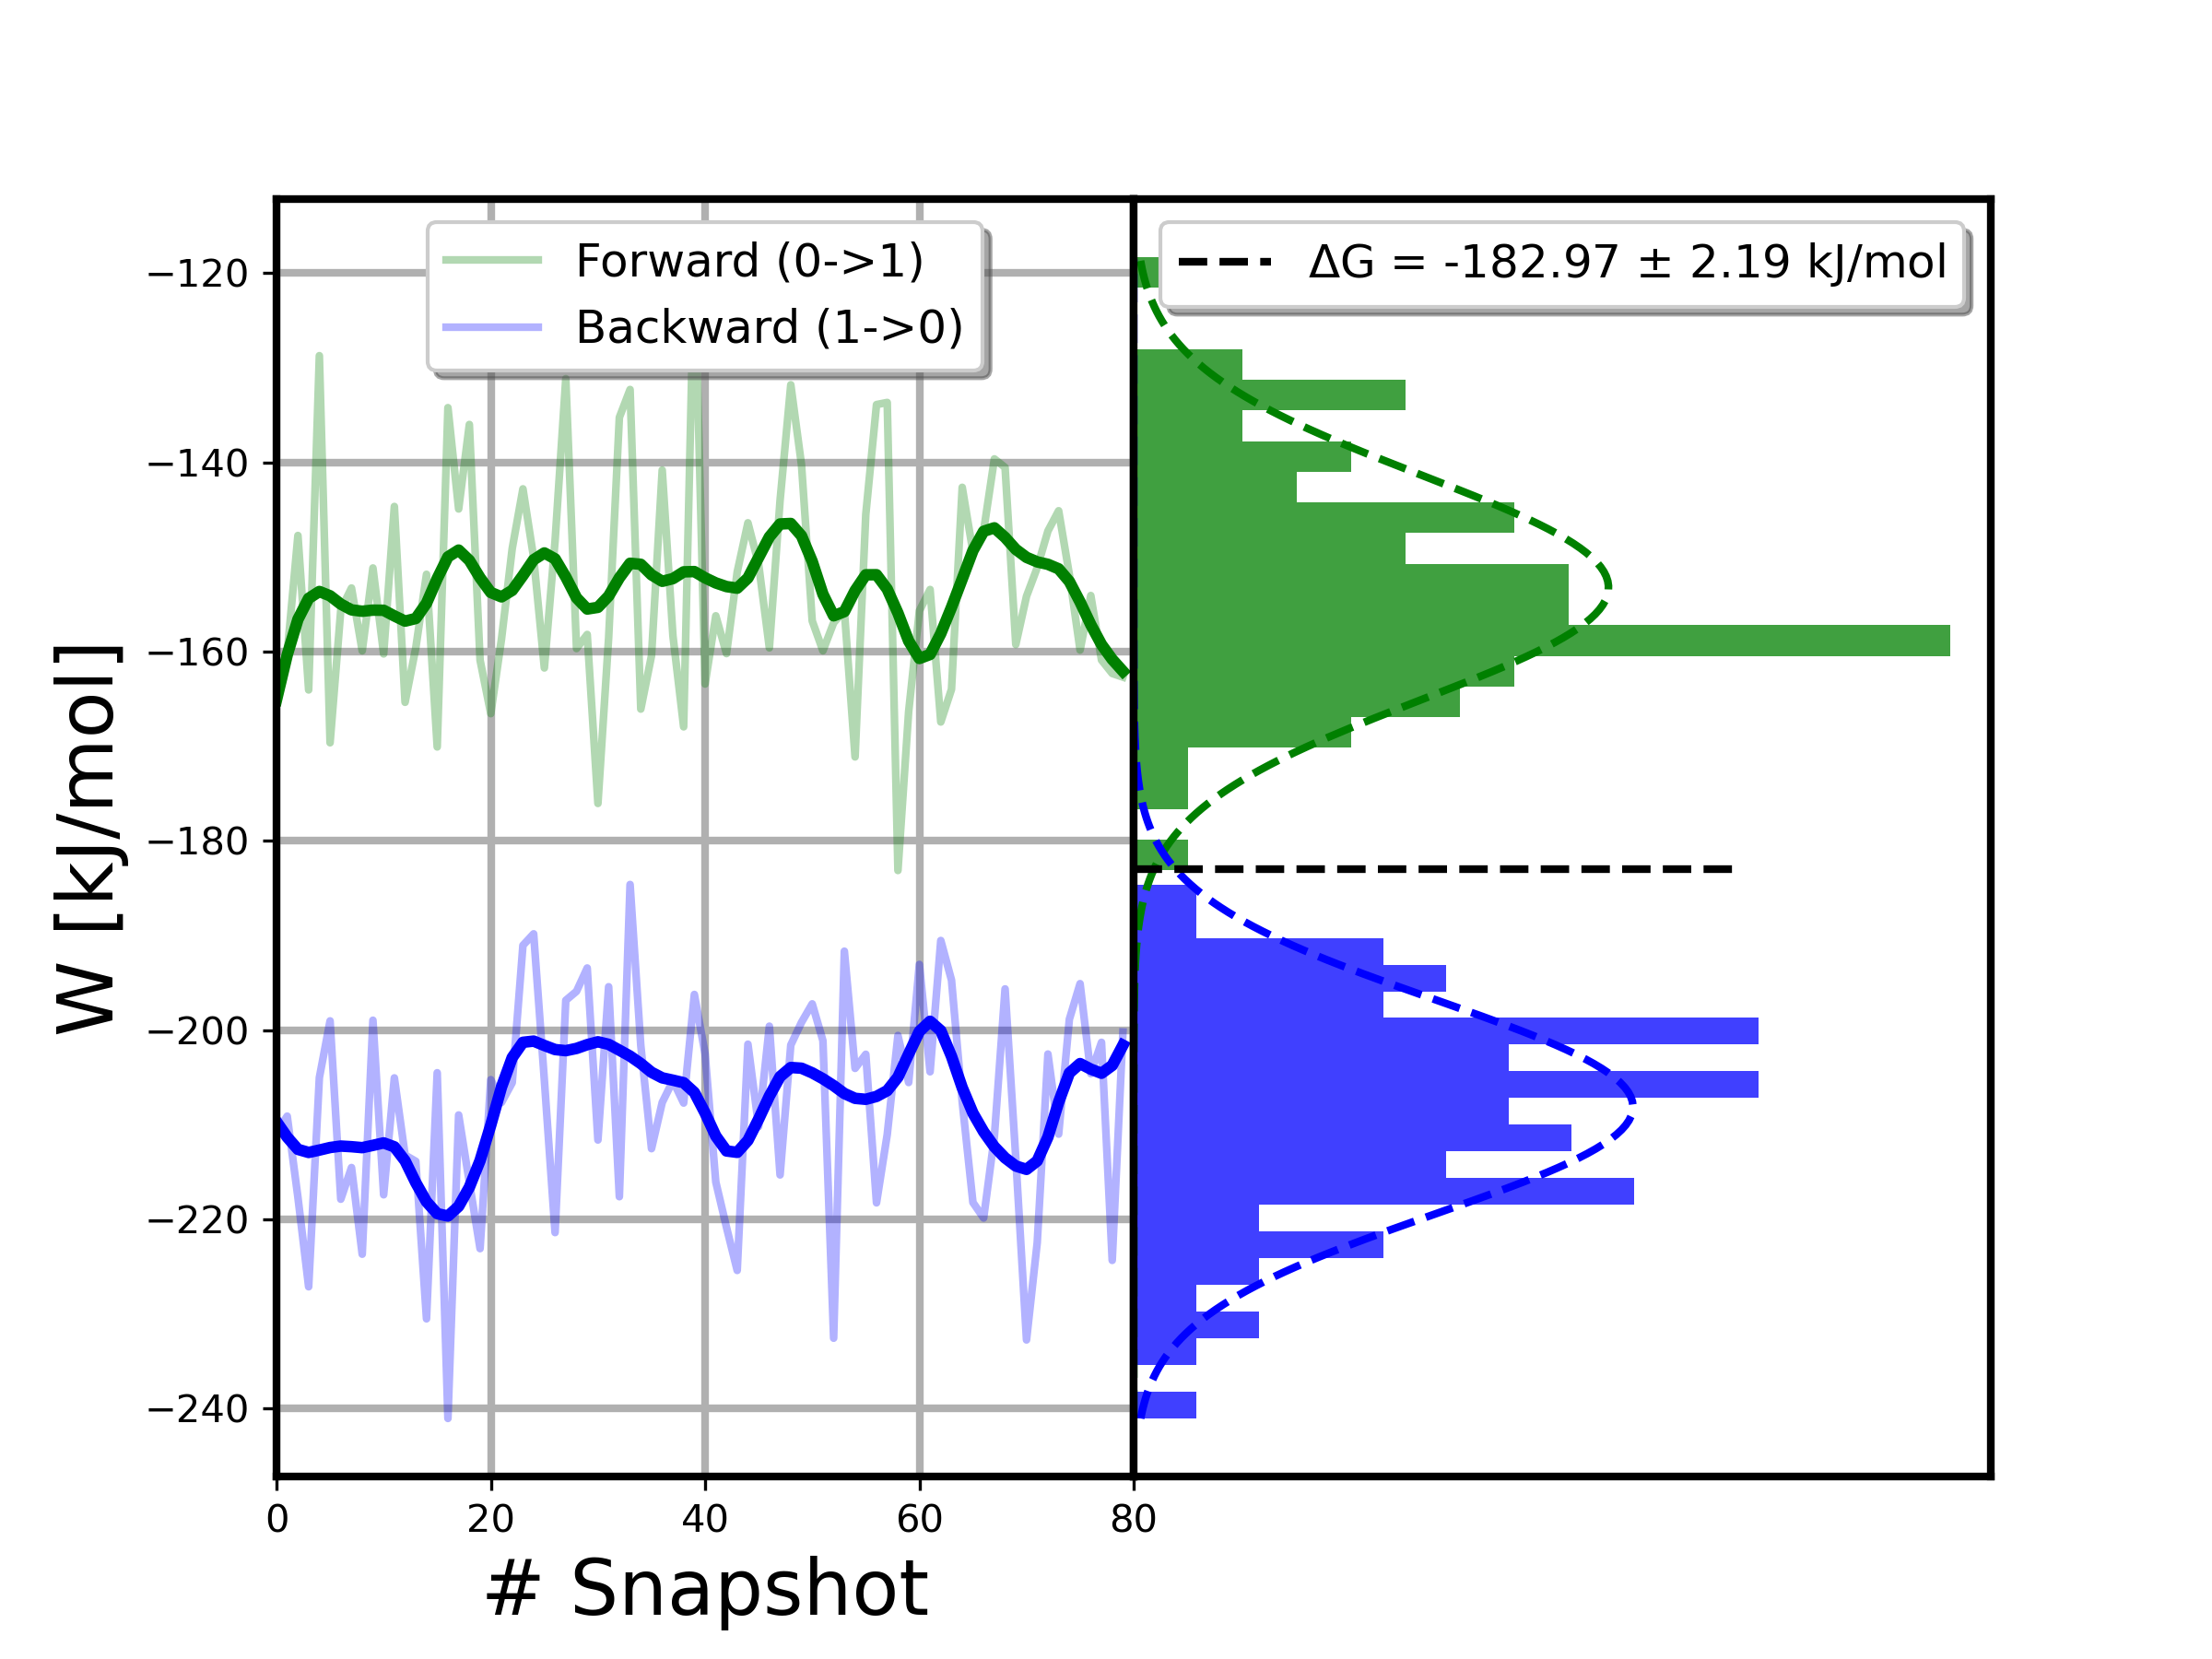 Forward (0->1)
Backward (1->0)
ΔG = -182.97 ± 2.19 kJ/mol
W [kJ/mol]
−120
−140
−160
−180
−200
−220
−240
0 20 40 60 80
# Snapshot